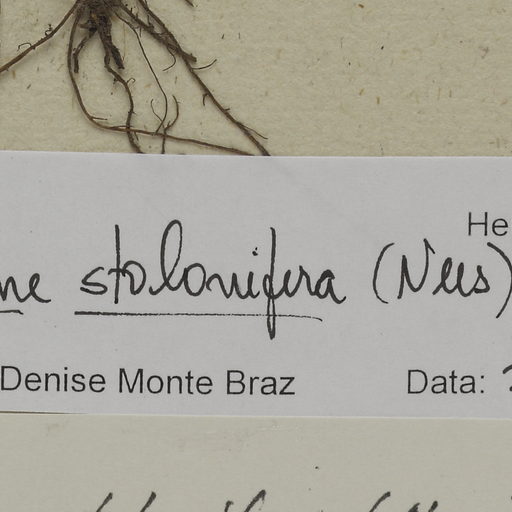 He
ne stolonifera (Nees)
Denise Monte Braz Data: